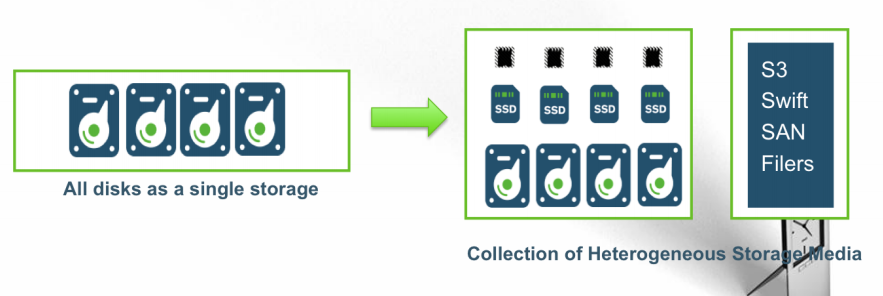 All disks as a single storage
SSD SSD SSD SSD
S3
Swift
SAN
Filers
Collection of Heterogeneous Storage Media